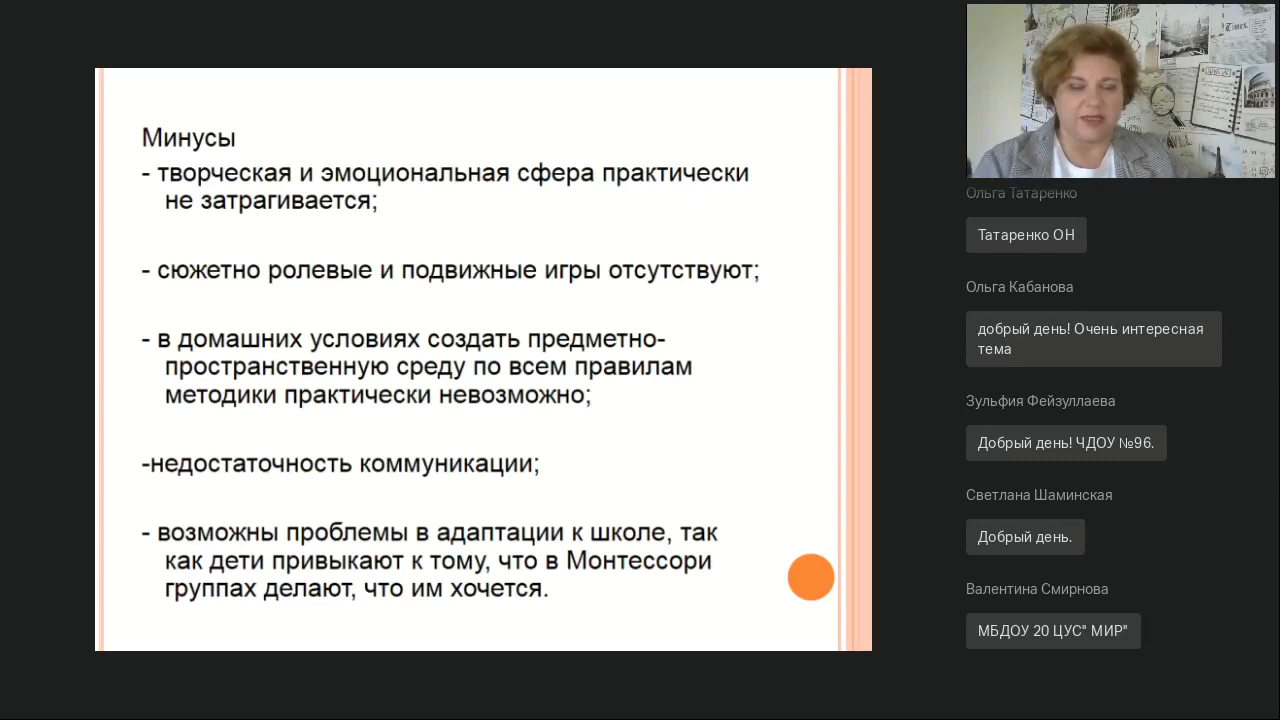 Минусы
- творческая и эмоциональная сфера практически
не затрагивается;
- сюжетно ролевые и подвижные игры отсутствуют;
- в домашних условиях создать предметно-
пространственную среду по всем правилам
методики практически невозможно;
-недостаточность коммуникации;
- возможны проблемы в адаптации к школе, так
как дети привыкают к тому, что в Монтессори
группах делают, что им хочется.
Times
Ольга Татаренко
Татаренко ОН
Ольга Кабанова
добрый день! Очень интересная
тема
Зульфия Фейзуллаева
Добрый день! ЧДОУ №96.
Светлана Шаминская
Добрый день.
Валентина Смирнова
МБДОУ 20 ЦУС" МИР"